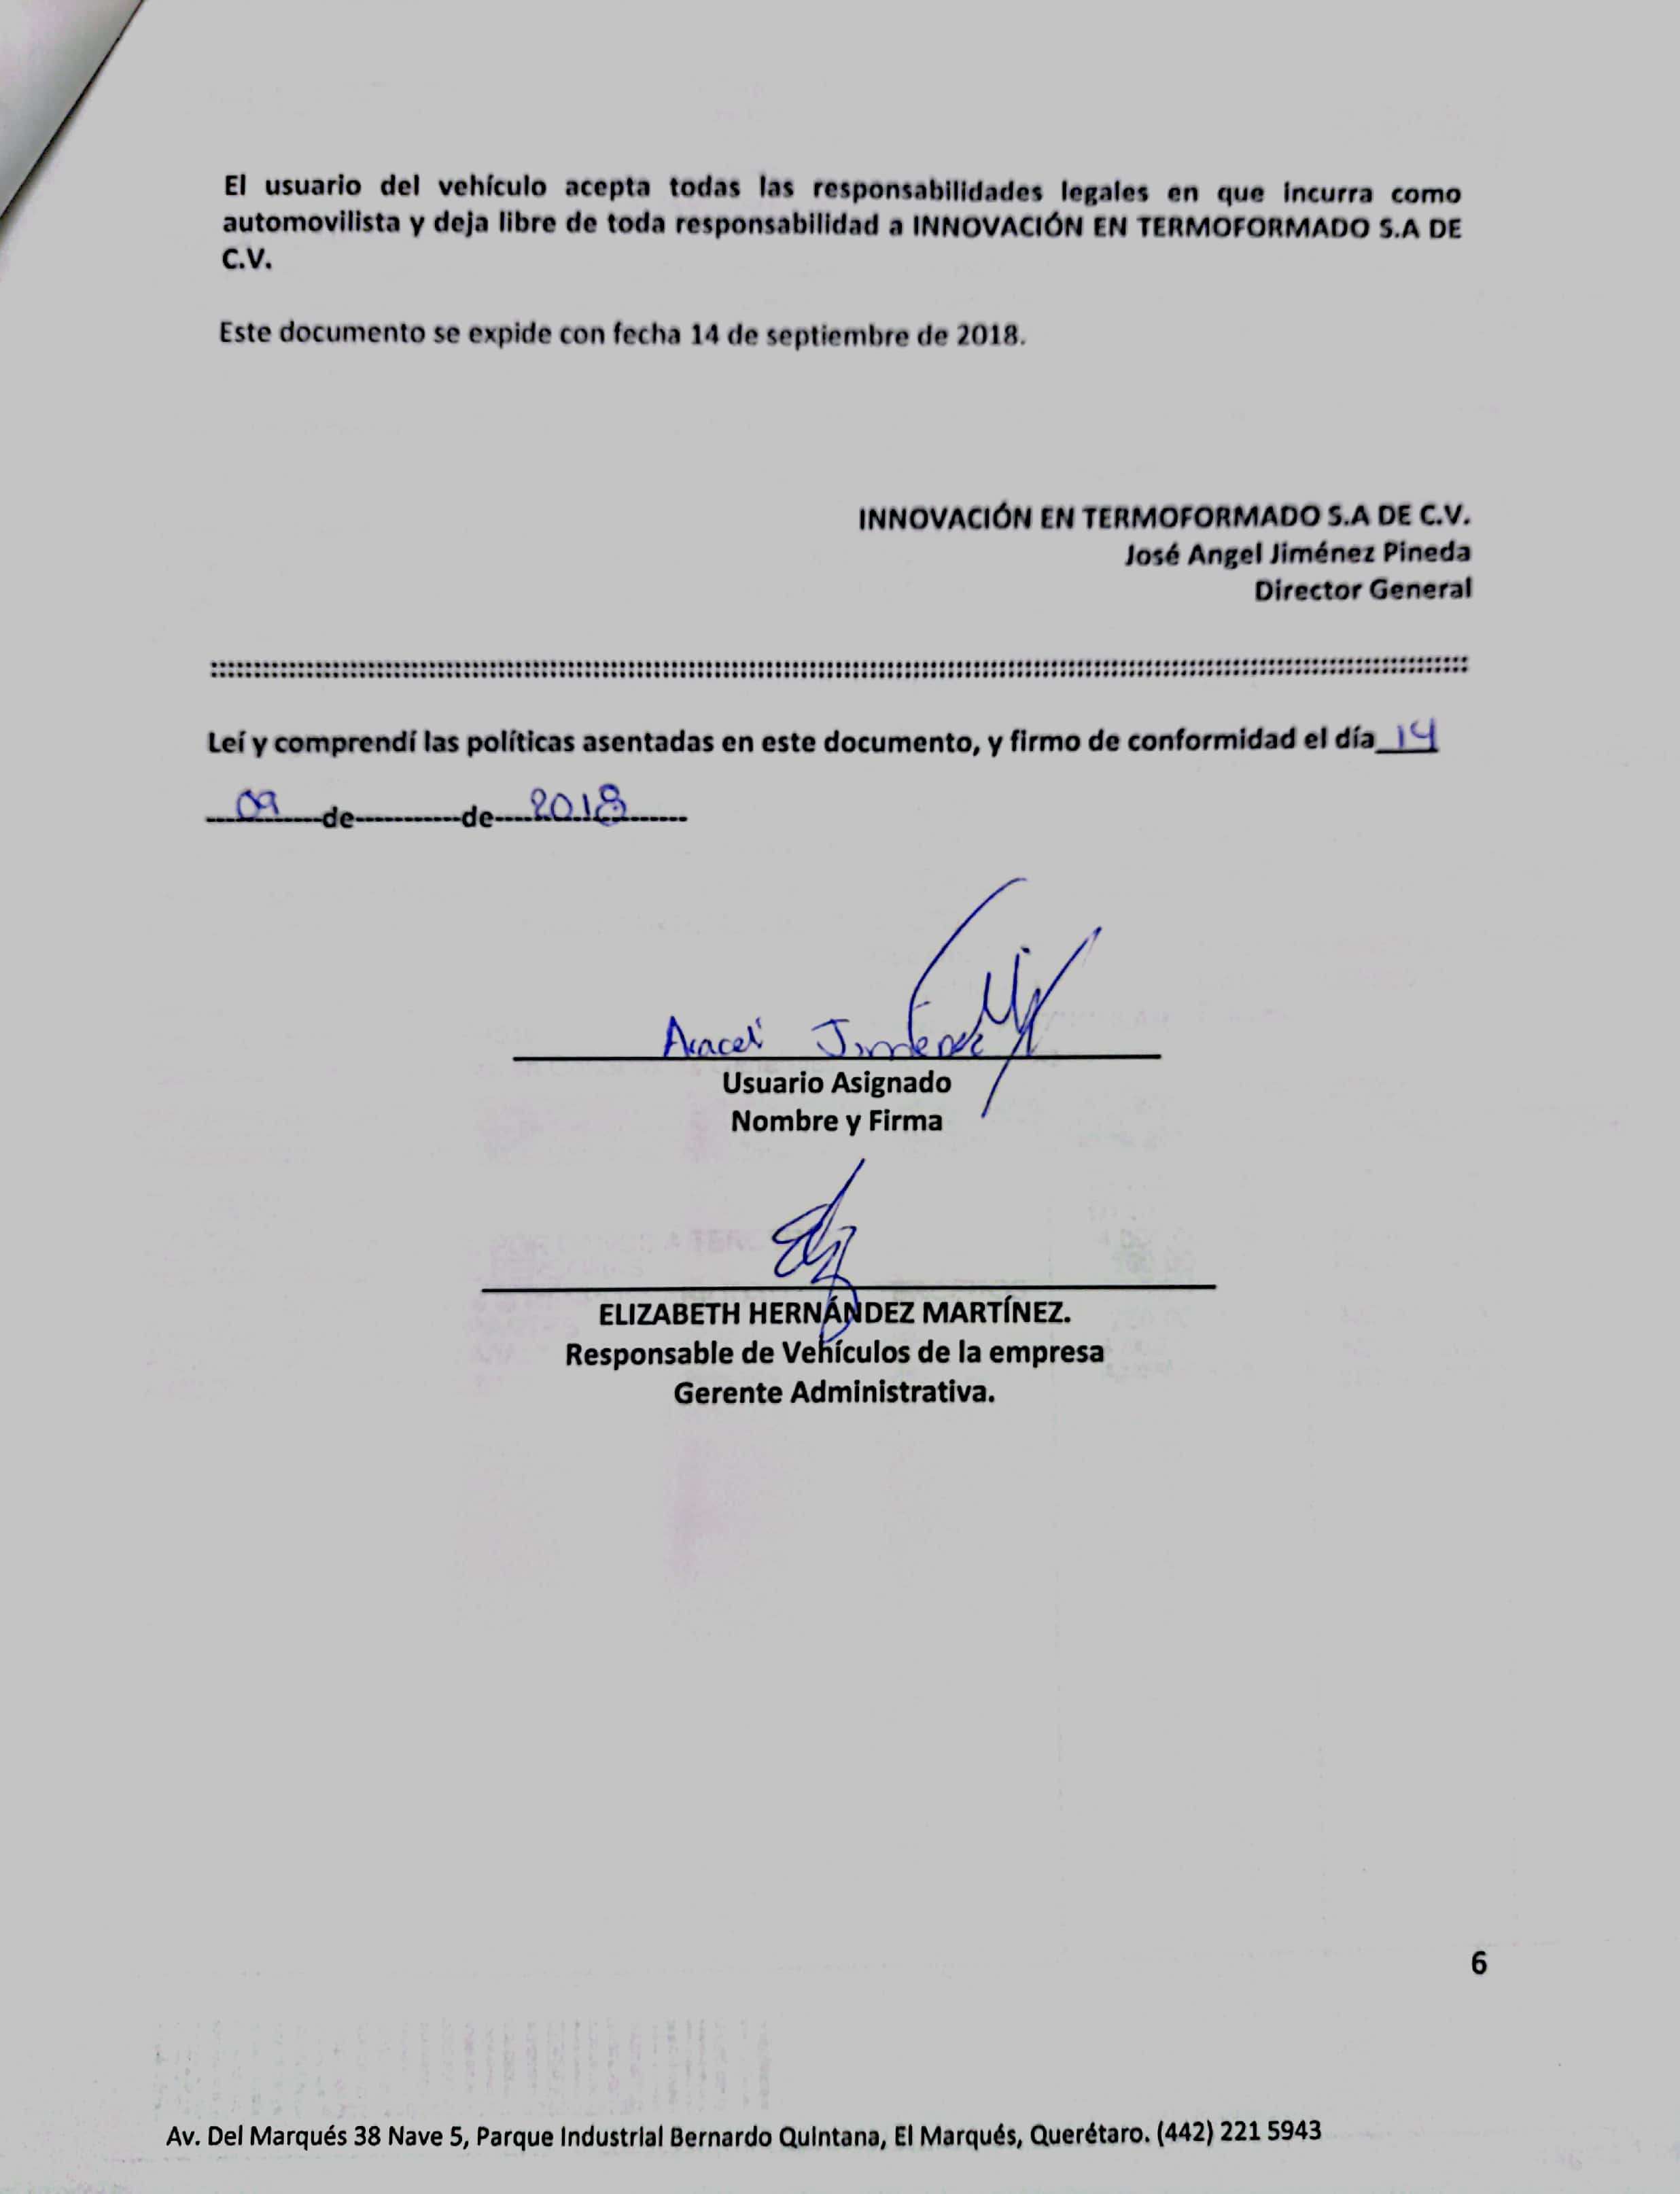 El usuario del vehículo acepta todas las responsabilidades legales en que incurra como
automovilista y deja libre de toda responsabilidad a INNOVACIÓN EN TERMOFORMADO S.A DE
C.V.
Este documento se expide con fecha 14 de septiembre de 2018.
INNOVACIÓN EN TERMOFORMADO S.A DE C.V.
José Angel Jiménez Pineda
Director General
Leí y comprendí las políticas asentadas en este documento, y firmo de conformidad el día 14
09 de-----------de 2018
Araceli Jiménez
Usuario Asignado
Nombre y Firma
ELIZABETH HERNÁNDEZ MARTÍNEZ.
Responsable de Vehículos de la empresa
Gerente Administrativa.
6
Av. Del Marqués 38 Nave 5, Parque Industrial Bernardo Quintana, El Marqués, Querétaro. (442) 221 5943